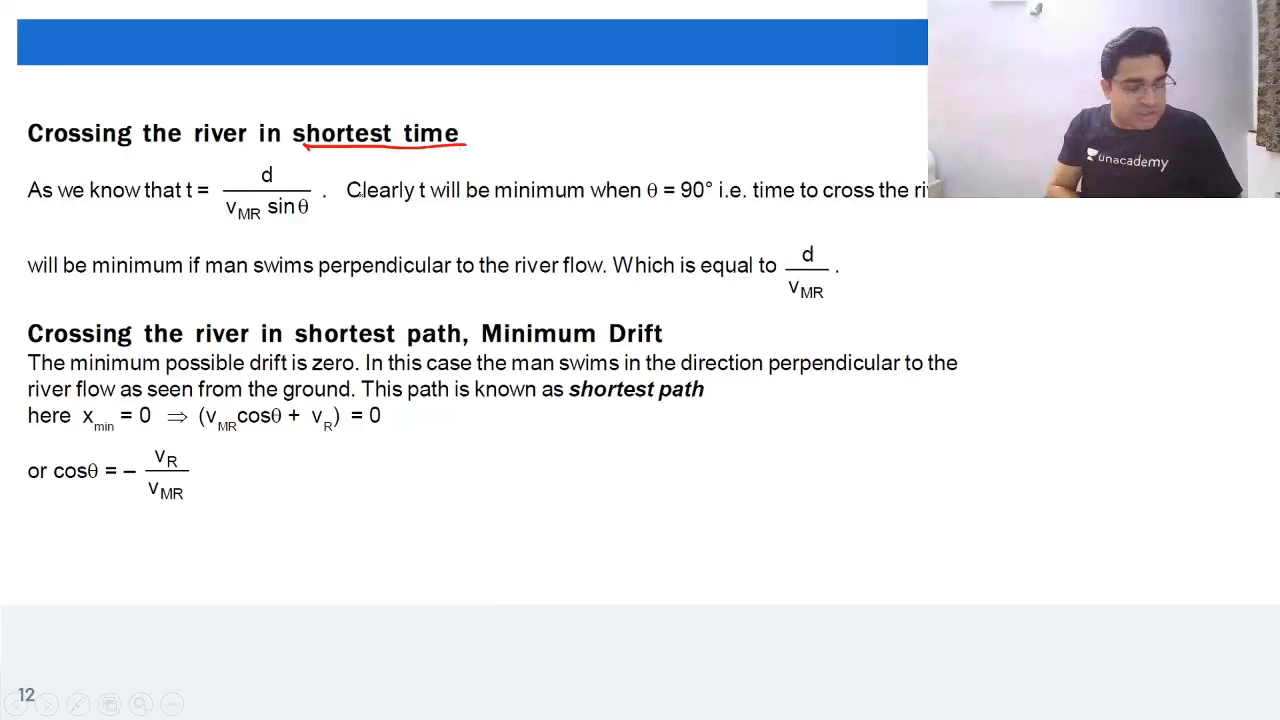 Crossing the river in shortest time
As we know that t = d / (v_MR sinθ) . Clearly t will be minimum when θ = 90° i.e. time to cross the
will be minimum if man swims perpendicular to the river flow. Which is equal to d / v_MR .
Crossing the river in shortest path, Minimum Drift
The minimum possible drift is zero. In this case the man swims in the direction perpendicular to the
river flow as seen from the ground. This path is known as shortest path
here x_min = 0 ⇒ (v_MR cosθ + v_R) = 0
or cosθ = – v_R / v_MR
unacademy
12